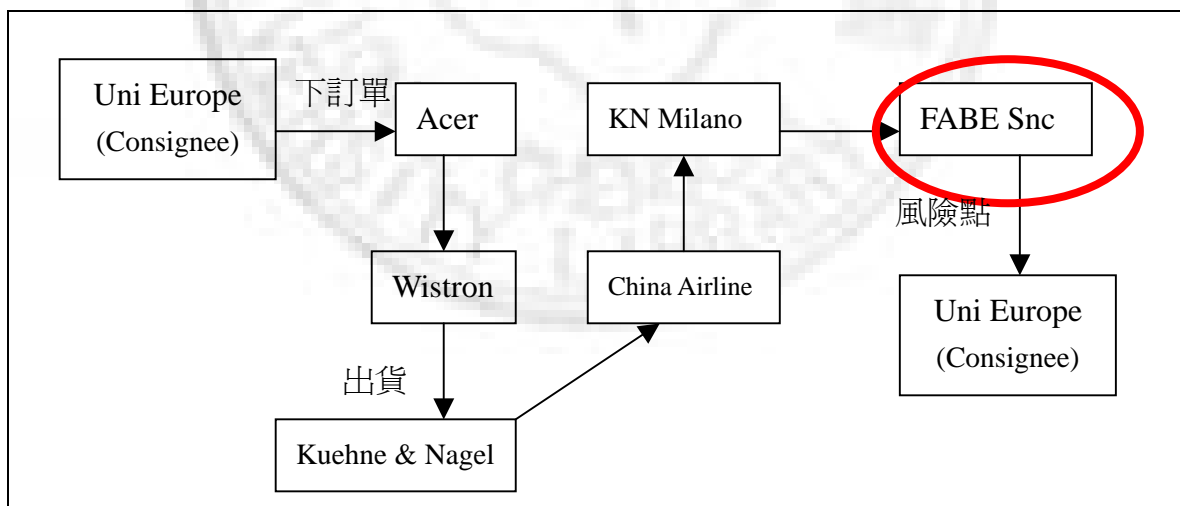 Uni Europe
(Consignee)
下訂單
Acer
KN Milano
FABE Snc
風險點
Wistron
China Airline
Uni Europe
(Consignee)
出貨
Kuehne & Nagel